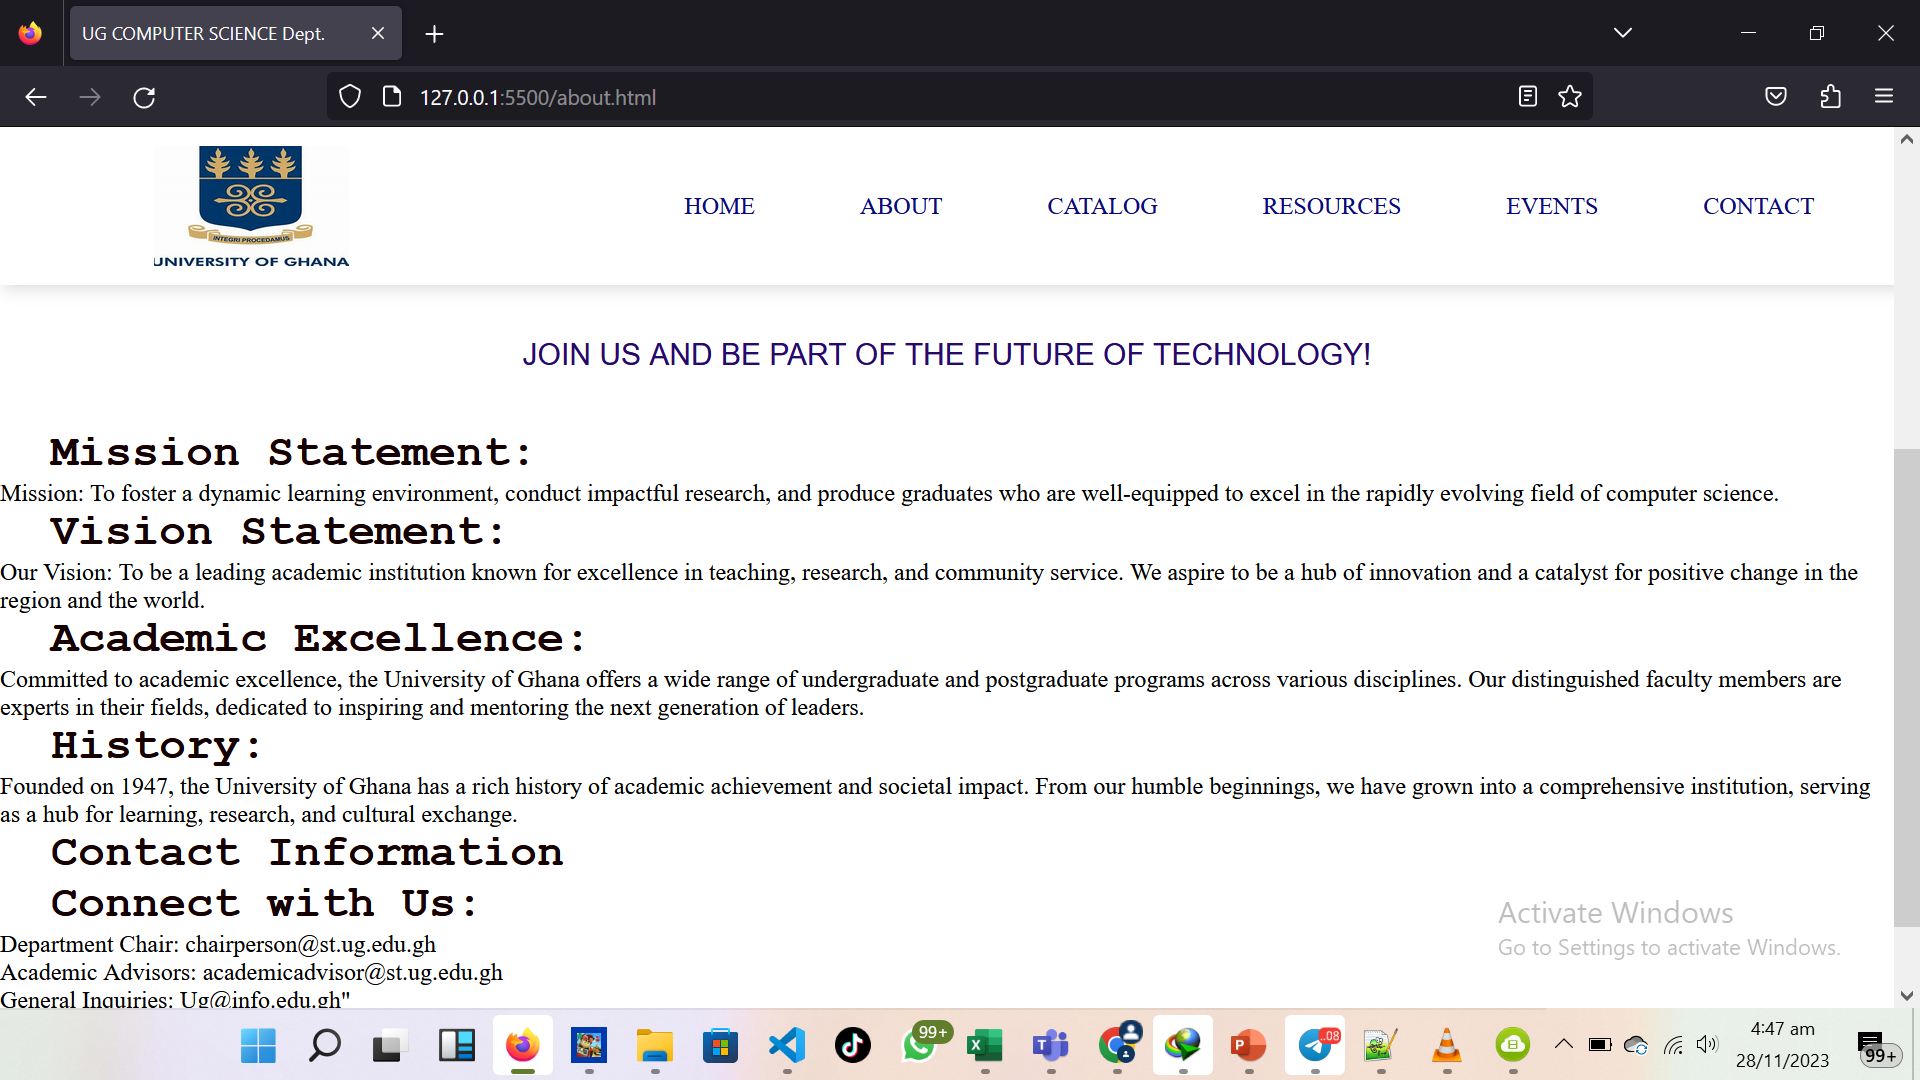 UG COMPUTER SCIENCE Dept.
127.0.0.1:5500/about.html
INTEGRI PROCEDAMUS
UNIVERSITY OF GHANA
HOME ABOUT CATALOG RESOURCES EVENTS CONTACT
JOIN US AND BE PART OF THE FUTURE OF TECHNOLOGY!
Mission Statement:
Mission: To foster a dynamic learning environment, conduct impactful research, and produce graduates who are well-equipped to excel in the rapidly evolving field of computer science.
Vision Statement:
Our Vision: To be a leading academic institution known for excellence in teaching, research, and community service. We aspire to be a hub of innovation and a catalyst for positive change in the
region and the world.
Academic Excellence:
Committed to academic excellence, the University of Ghana offers a wide range of undergraduate and postgraduate programs across various disciplines. Our distinguished faculty members are
experts in their fields, dedicated to inspiring and mentoring the next generation of leaders.
History:
Founded on 1947, the University of Ghana has a rich history of academic achievement and societal impact. From our humble beginnings, we have grown into a comprehensive institution, serving
as a hub for learning, research, and cultural exchange.
Contact Information
Connect with Us:
Department Chair: chairperson@st.ug.edu.gh
Academic Advisors: academicadvisor@st.ug.edu.gh
General Inquiries: Ug@info.edu.gh"
Activate Windows
Go to Settings to activate Windows.
99+
.08
4:47 am
28/11/2023
99+